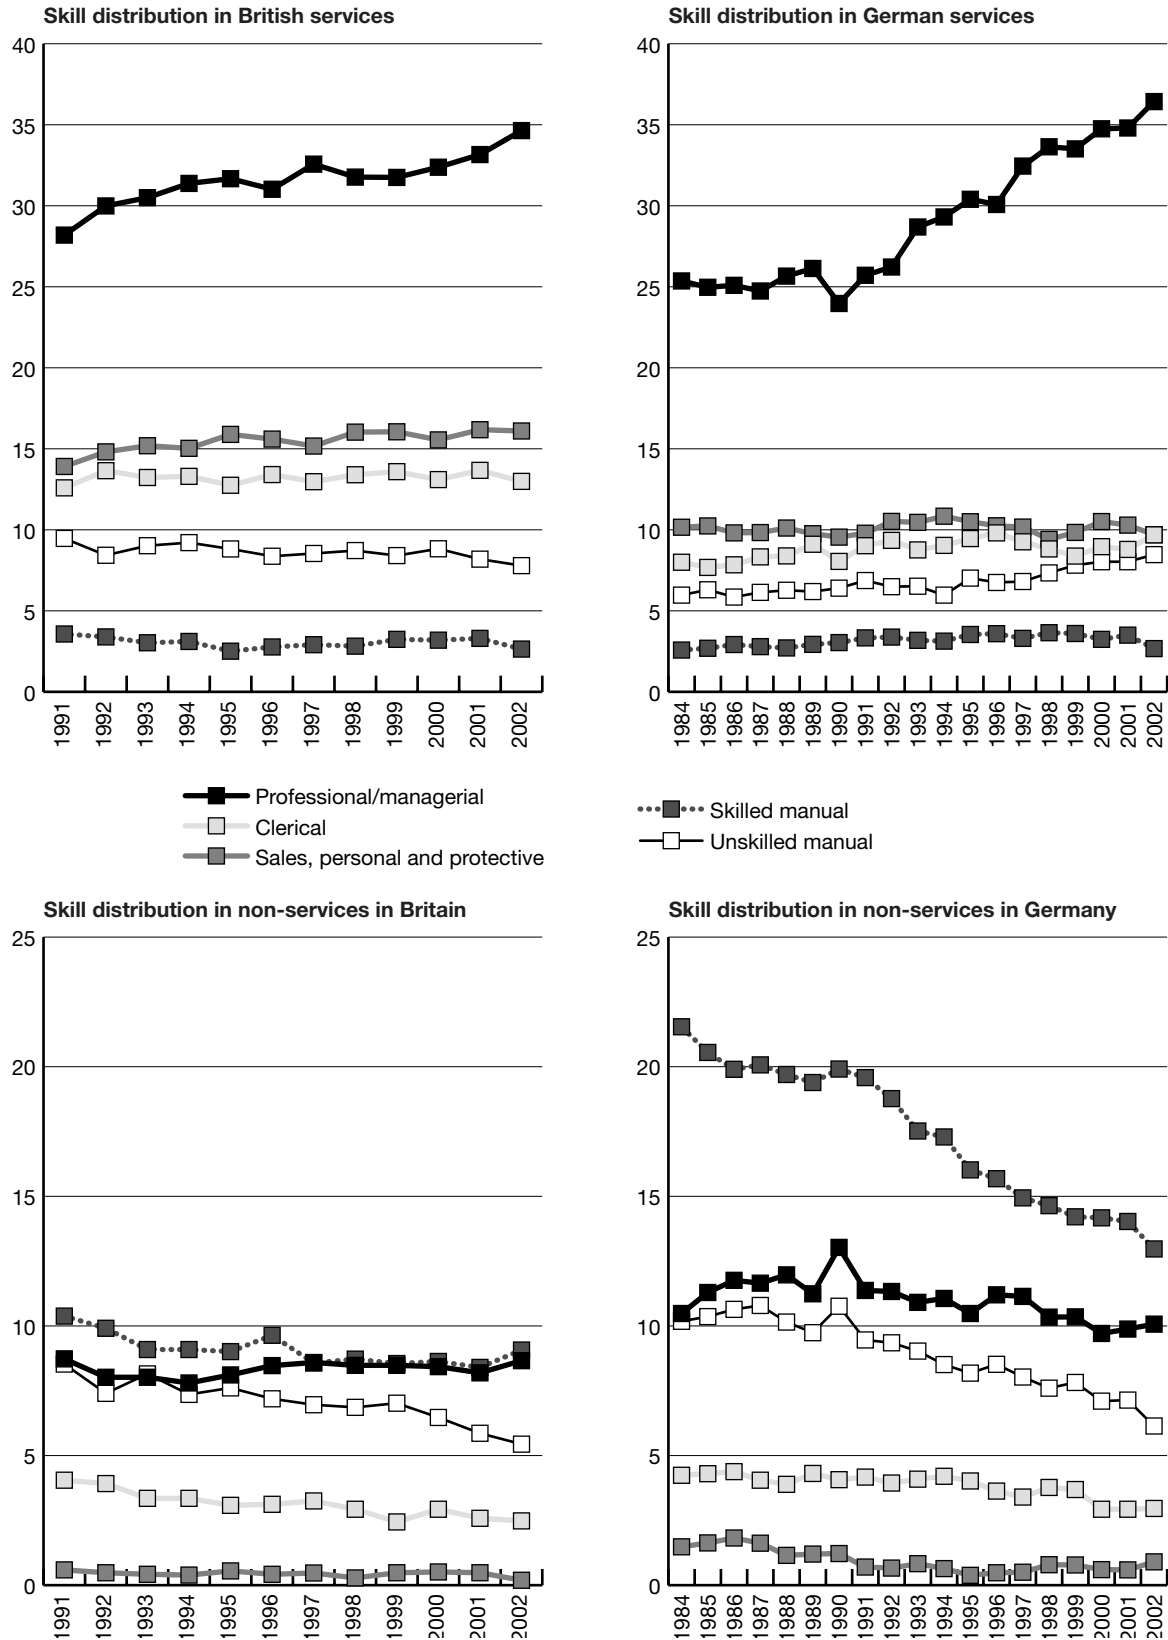 Skill distribution in British services
40
35
30
25
20
15
10
5
0
1991 1992 1993 1994 1995 1996 1997 1998 1999 2000 2001 2002
Skill distribution in German services
40
35
30
25
20
15
10
5
0
1984 1985 1986 1987 1988 1989 1990 1991 1992 1993 1994 1995 1996 1997 1998 1999 2000 2001 2002
Professional/managerial
Clerical
Sales, personal and protective
Skilled manual
Unskilled manual
Skill distribution in non-services in Britain
25
20
15
10
5
0
1991 1992 1993 1994 1995 1996 1997 1998 1999 2000 2001 2002
Skill distribution in non-services in Germany
25
20
15
10
5
0
1984 1985 1986 1987 1988 1989 1990 1991 1992 1993 1994 1995 1996 1997 1998 1999 2000 2001 2002